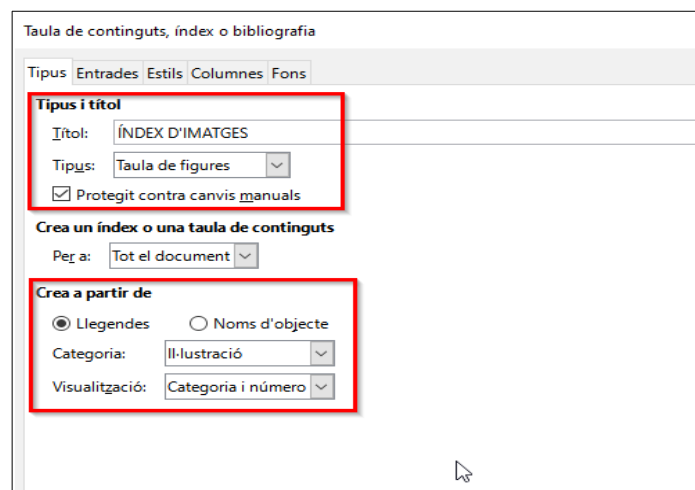 Taula de continguts, índex o bibliografia
Tipus Entrades Estils Columnes Fons
Tipus i títol
Títol: ÍNDEX D'IMATGES
Tipus: Taula de figures
Protegit contra canvis manuals
Crea un índex o una taula de continguts
Per a: Tot el document
Crea a partir de
Llegendes Noms d'objecte
Categoria: Il·lustració
Visualització: Categoria i número